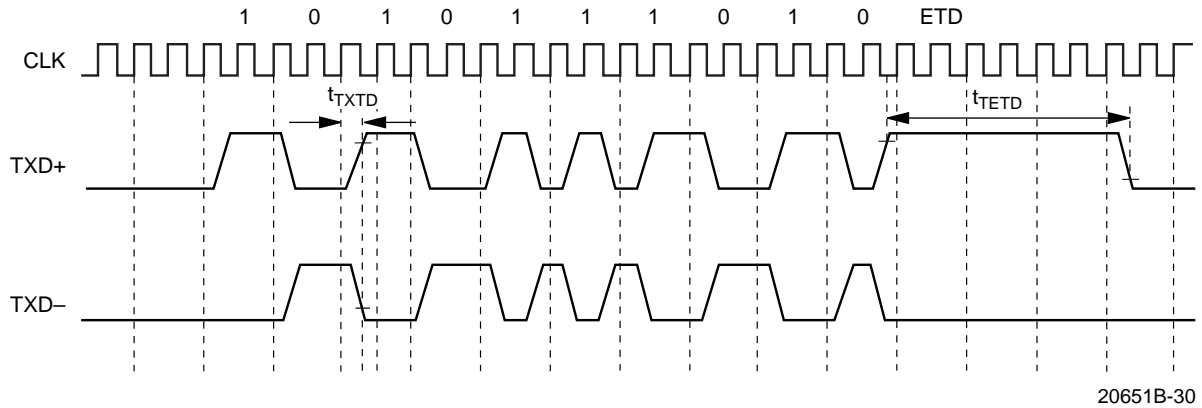 1 0 1 0 1 1 1 0 1 0 ETD
CLK
tTXTD
tTETD
TXD+
TXD–
20651B-30